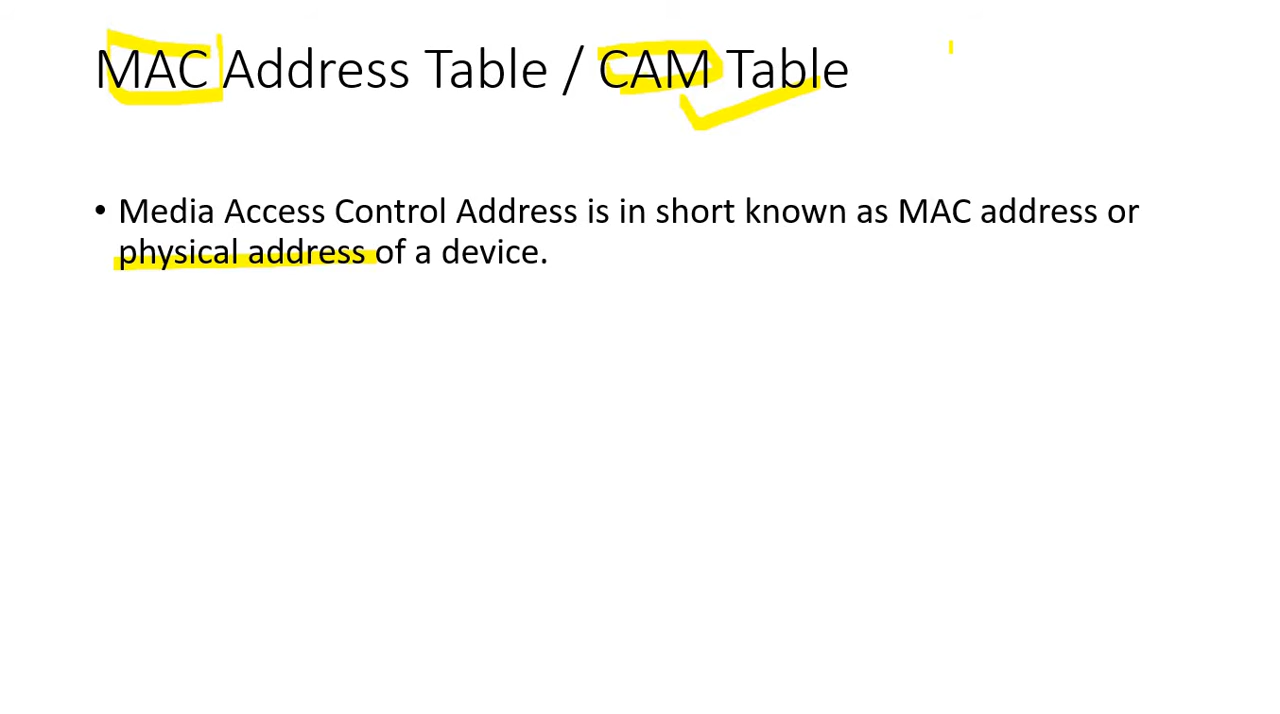 MAC Address Table / CAM Table
• Media Access Control Address is in short known as MAC address or
physical address of a device.